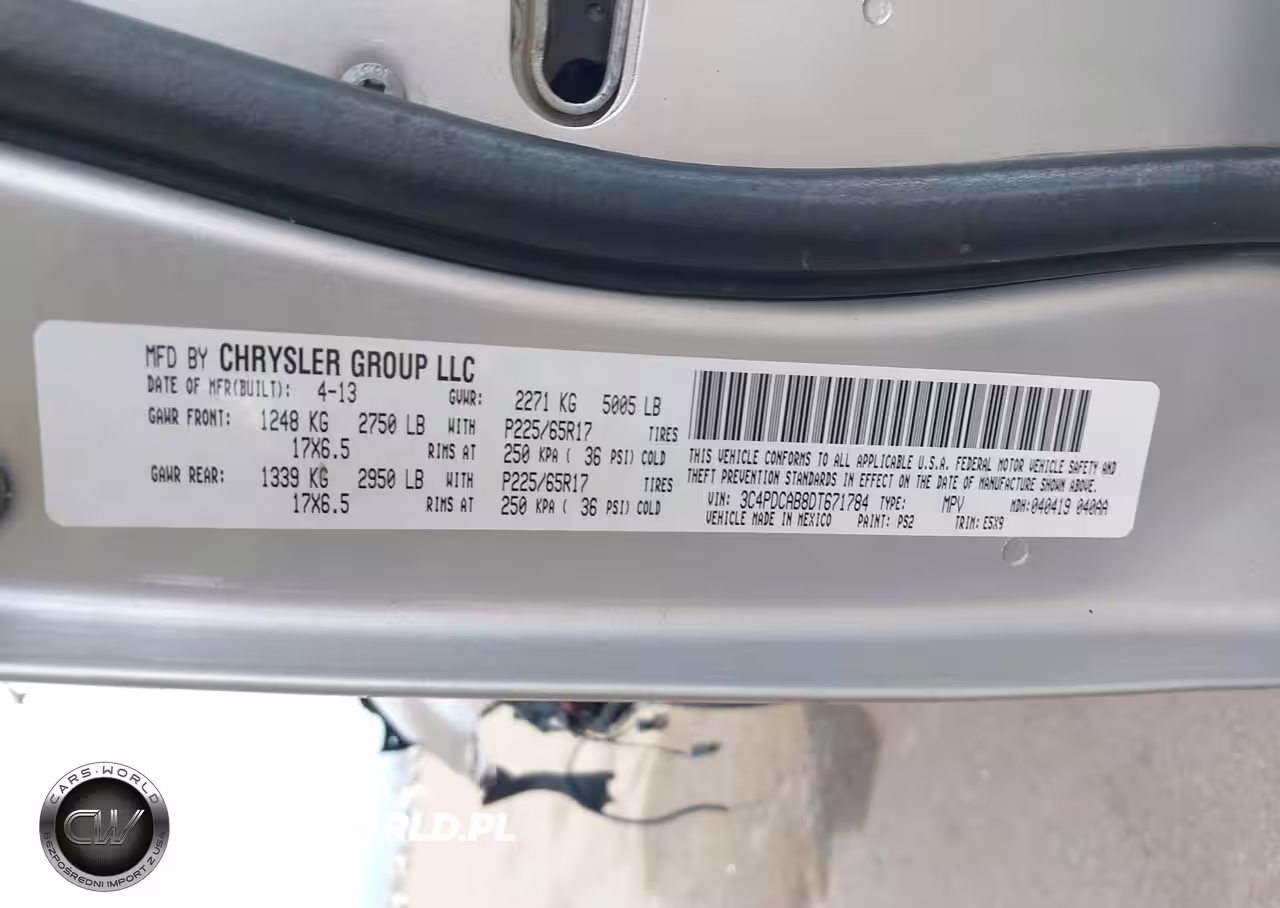 MFD BY CHRYSLER GROUP LLC
DATE OF MFR(BUILT): 4-13 GVWR: 2271 KG 5005 LB
GAWR FRONT: 1248 KG 2750 LB WITH P225/65R17 TIRES
17X6.5 RIMS AT 250 KPA ( 36 PSI) COLD
GAWR REAR: 1339 KG 2950 LB WITH P225/65R17 TIRES
17X6.5 RIMS AT 250 KPA ( 36 PSI) COLD
THIS VEHICLE CONFORMS TO ALL APPLICABLE U.S.A. FEDERAL MOTOR VEHICLE SAFETY AND
THEFT PREVENTION STANDARDS IN EFFECT ON THE DATE OF MANUFACTURE SHOWN ABOVE.
VIN: 3C4PDCAB8DT671784 TYPE: MPV MDH:040419 040AA
VEHICLE MADE IN MEXICO PAINT: PS2 TRIM: E5X9
CARS-WORLD
CW
BEZPOŚREDNI IMPORT Z USA
RLD.PL